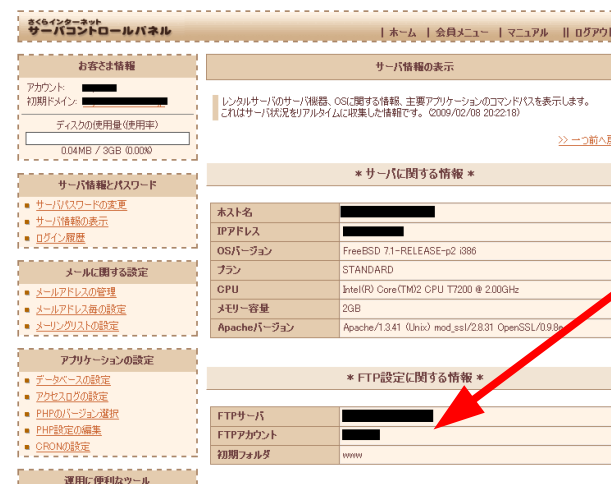 さくらインターネット
サーバコントロールパネル
| ホーム | 会員メニュー | マニュアル || ログアウ
お客さま情報
アカウント:
初期ドメイン:
ディスクの使用量(使用率)
0.04MB / 3GB (0.00%)
サーバ情報とパスワード
サーバパスワードの変更
サーバ情報の表示
ログイン履歴
メールに関する設定
メールアドレスの管理
メールアドレス毎の設定
メーリングリストの設定
アプリケーションの設定
データベースの設定
アクセスログの設定
PHPのバージョン選択
PHP設定の編集
CRONの設定
運用に便利なツール
サーバ情報の表示
レンタルサーバのサーバ機器、OSに関する情報、主要アプリケーションのコマンドパスを表示します。
これはサーバ状況をリアルタイムに収集した情報です。(2009/02/08 20:22:18)
>> 一つ前へ戻
* サーバに関する情報 *
ホスト名
IPアドレス
OSバージョン FreeBSD 7.1-RELEASE-p2 i386
プラン STANDARD
CPU Intel(R) Core(TM)2 CPU T7200 @ 2.00GHz
メモリー容量 2GB
Apacheバージョン Apache/1.3.41 (Unix) mod_ssl/2.8.31 OpenSSL/0.9.8e
* FTP設定に関する情報 *
FTPサーバ
FTPアカウント
初期フォルダ www